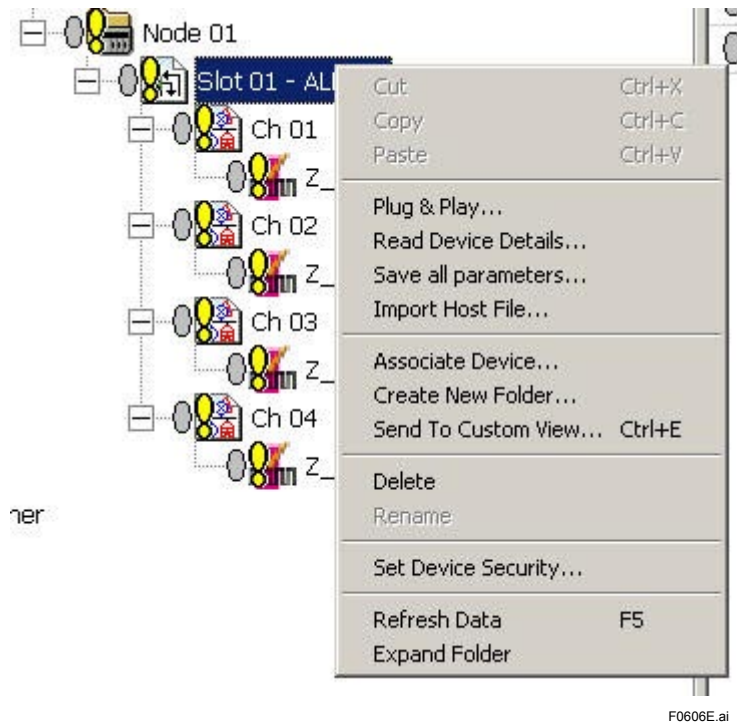 Node 01
Slot 01 - AL
Ch 01
Z_
Ch 02
Z_
Ch 03
Z_
Ch 04
Z_
ner
Cut Ctrl+X
Copy Ctrl+C
Paste Ctrl+V
Plug & Play...
Read Device Details...
Save all parameters...
Import Host File...
Associate Device...
Create New Folder...
Send To Custom View... Ctrl+E
Delete
Rename
Set Device Security...
Refresh Data F5
Expand Folder
F0606E.ai